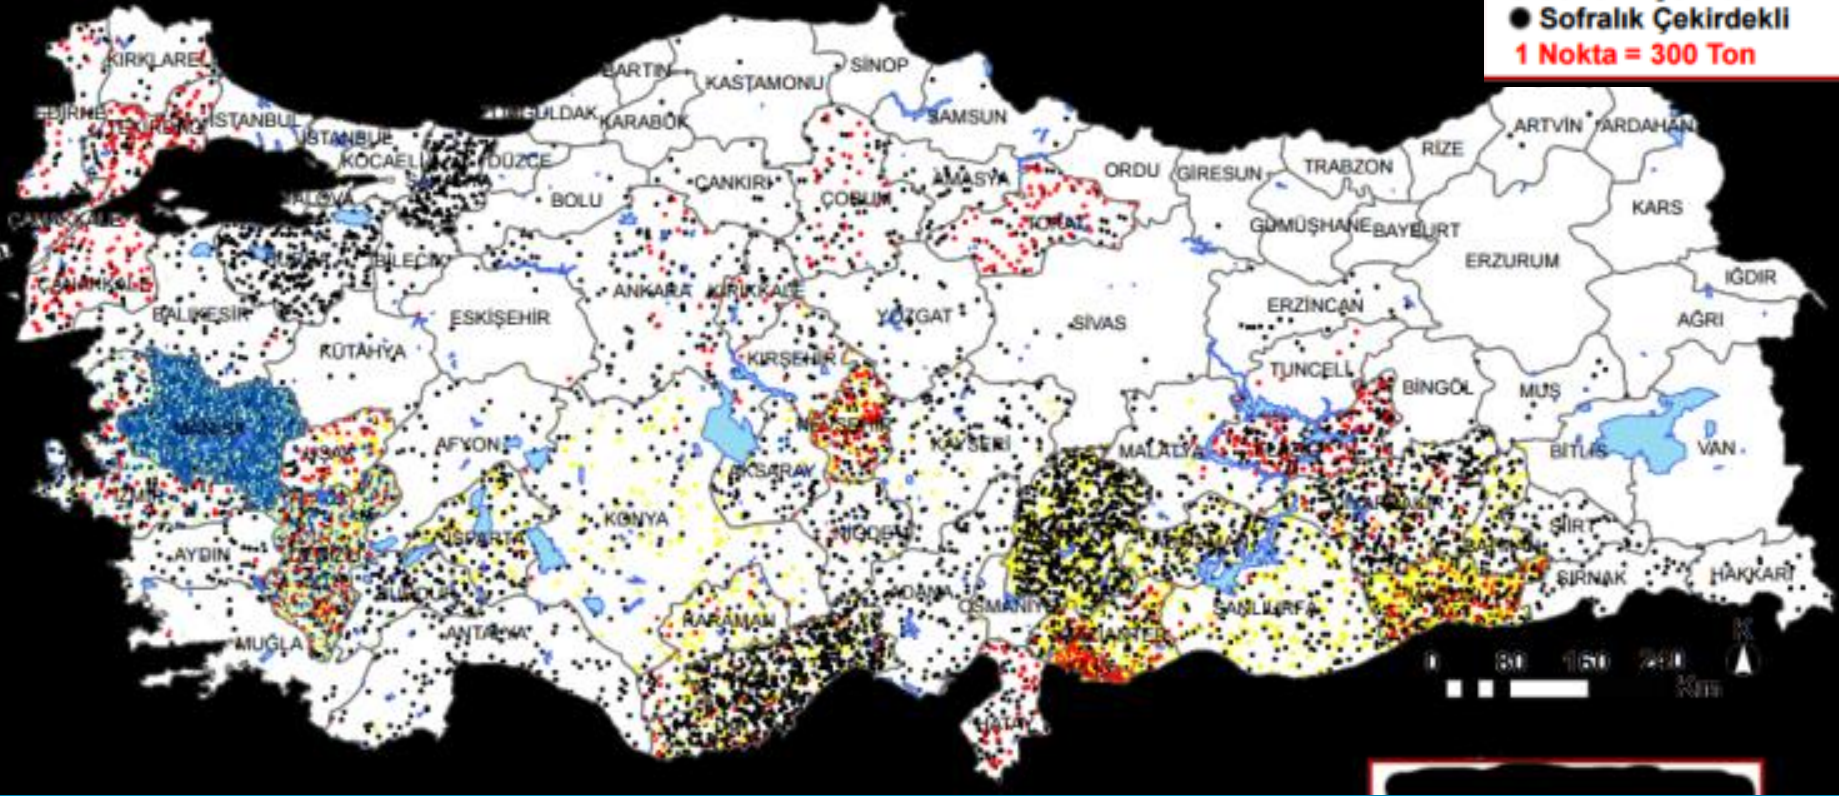 Sofralık Çekirdekli
1 Nokta = 300 Ton
KIRKLARELİ
EDİRNE
İSTANBUL
İSTANBUL
KOCAELİ
DÜZCE
ZONGULDAK
BARTIN
KARABÜK
KASTAMONU
SİNOP
SAMSUN
ORDU
GİRESUN
TRABZON
RİZE
ARTVİN
ARDAHAN
YALOVA
BOLU
ÇANKIRI
ÇORUM
AMASYA
TOKAT
GÜMÜŞHANE
BAYBURT
KARS
ÇANAKKALE
ÇANAKKALE
BİLECİK
ERZURUM
IĞDIR
BALIKESİR
ESKİŞEHİR
ANKARA
KIRIKKALE
YOZGAT
SİVAS
ERZİNCAN
AĞRI
KÜTAHYA
KIRŞEHİR
TUNCELİ
BİNGÖL
MUŞ
MANİSA
UŞAK
AFYON
NEVŞEHİR
KAYSERİ
MALATYA
BİTLİS
VAN
İZMİR
AKSARAY
KONYA
NİĞDE
SİİRT
AYDIN
ISPARTA
ŞIRNAK
HAKKARİ
BURDUR
ADANA
OSMANİYE
ŞANLIURFA
MUĞLA
ANTALYA
KARAMAN
GAZİANTEP
HATAY
K
0 80 160 240
Km